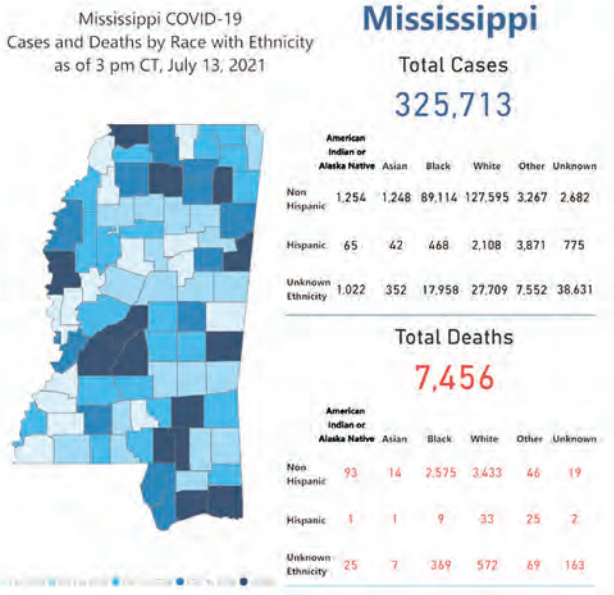 Mississippi COVID-19
Cases and Deaths by Race with Ethnicity
as of 3 pm CT, July 13, 2021
Mississippi
Total Cases
325,713
American
Indian or
Alaska Native Asian Black White Other Unknown
Non
Hispanic 1,254 1,248 89,114 127,595 3,267 2,682
Hispanic 65 42 468 2,108 3,871 775
Unknown
Ethnicity 1,022 352 17,958 27,709 7,552 38,631
Total Deaths
7,456
American
Indian or
Alaska Native Asian Black White Other Unknown
Non
Hispanic 93 14 2,575 3,433 46 19
Hispanic 1 1 9 33 25 2
Unknown
Ethnicity 25 7 369 572 69 163